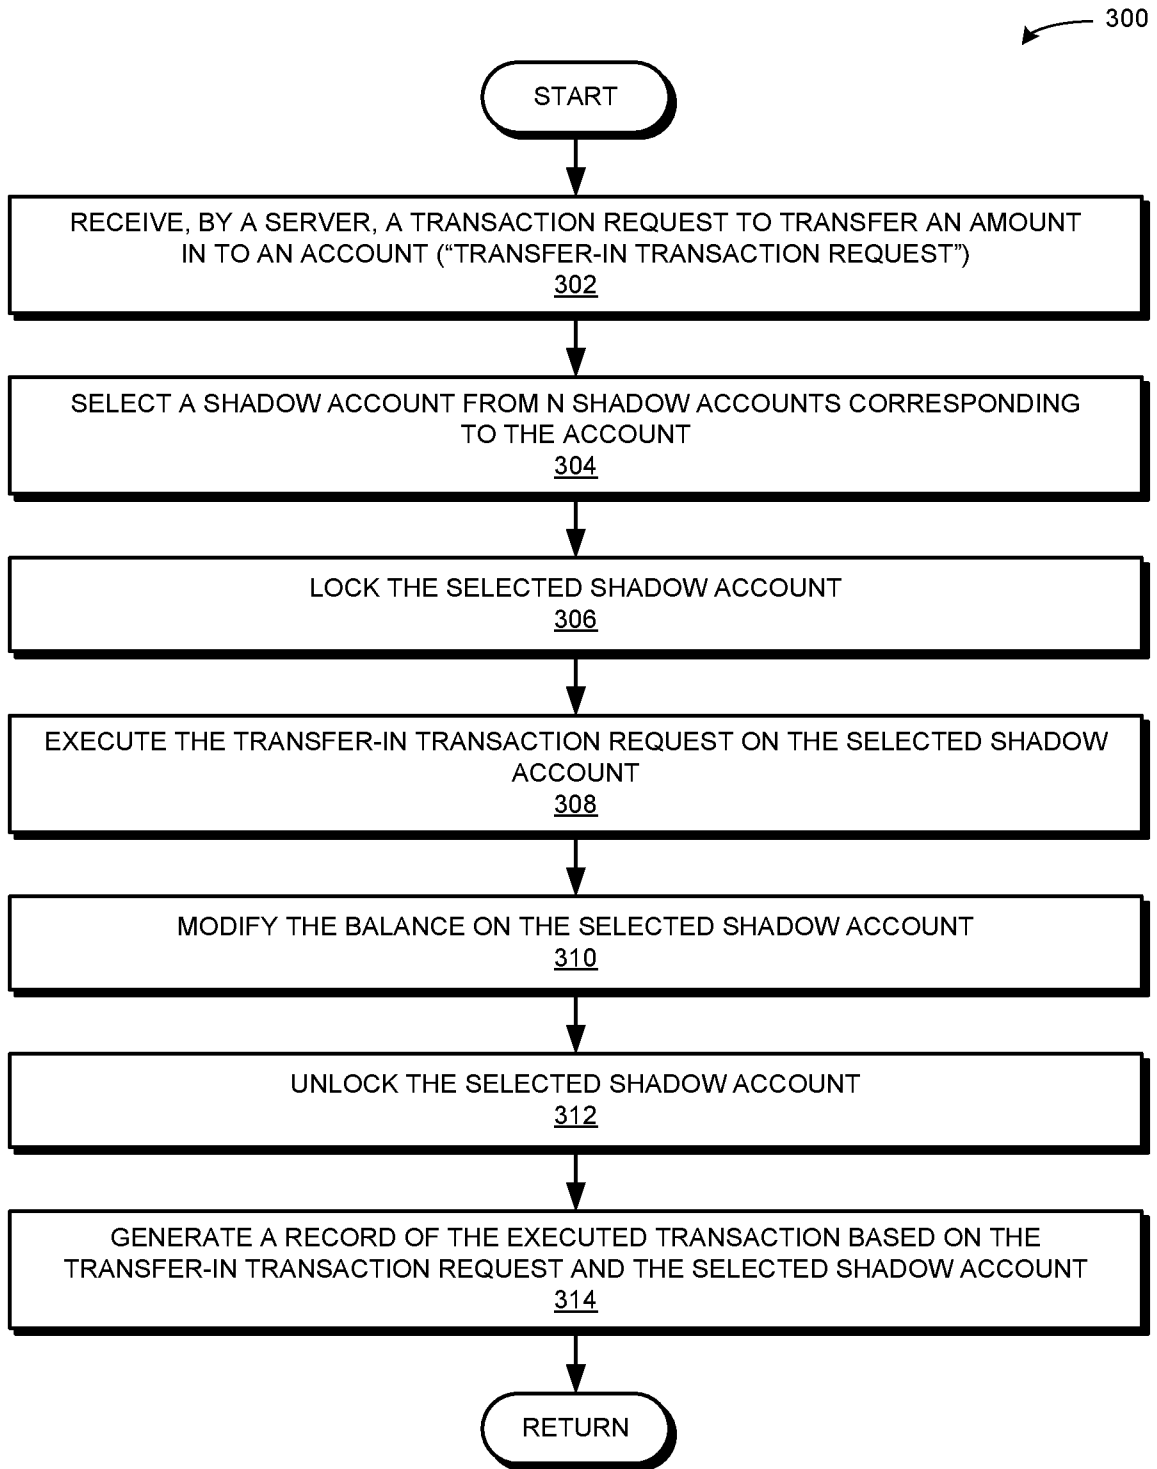 300
START
RECEIVE, BY A SERVER, A TRANSACTION REQUEST TO TRANSFER AN AMOUNT
IN TO AN ACCOUNT (“TRANSFER-IN TRANSACTION REQUEST”)
302
SELECT A SHADOW ACCOUNT FROM N SHADOW ACCOUNTS CORRESPONDING
TO THE ACCOUNT
304
LOCK THE SELECTED SHADOW ACCOUNT
306
EXECUTE THE TRANSFER-IN TRANSACTION REQUEST ON THE SELECTED SHADOW
ACCOUNT
308
MODIFY THE BALANCE ON THE SELECTED SHADOW ACCOUNT
310
UNLOCK THE SELECTED SHADOW ACCOUNT
312
GENERATE A RECORD OF THE EXECUTED TRANSACTION BASED ON THE
TRANSFER-IN TRANSACTION REQUEST AND THE SELECTED SHADOW ACCOUNT
314
RETURN